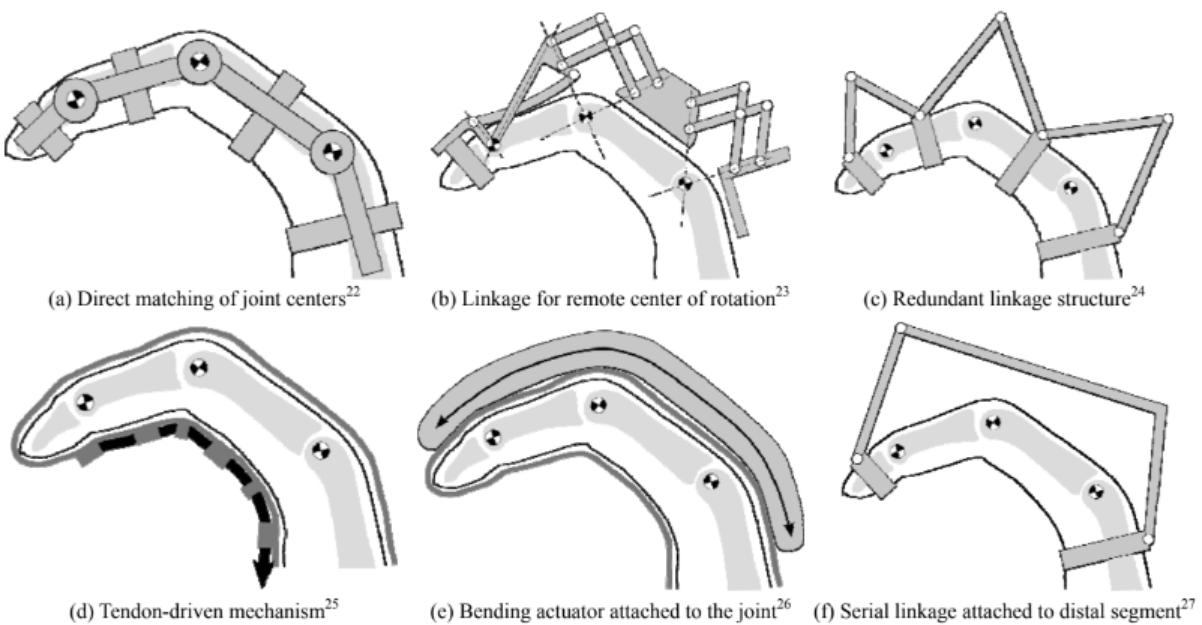 (a) Direct matching of joint centers22
(b) Linkage for remote center of rotation23
(c) Redundant linkage structure24
(d) Tendon-driven mechanism25
(e) Bending actuator attached to the joint26
(f) Serial linkage attached to distal segment27